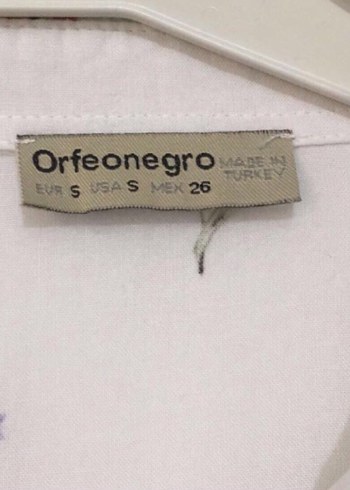 Orfeonegro MADE IN
TURKEY
EUR S USA S MEX 26